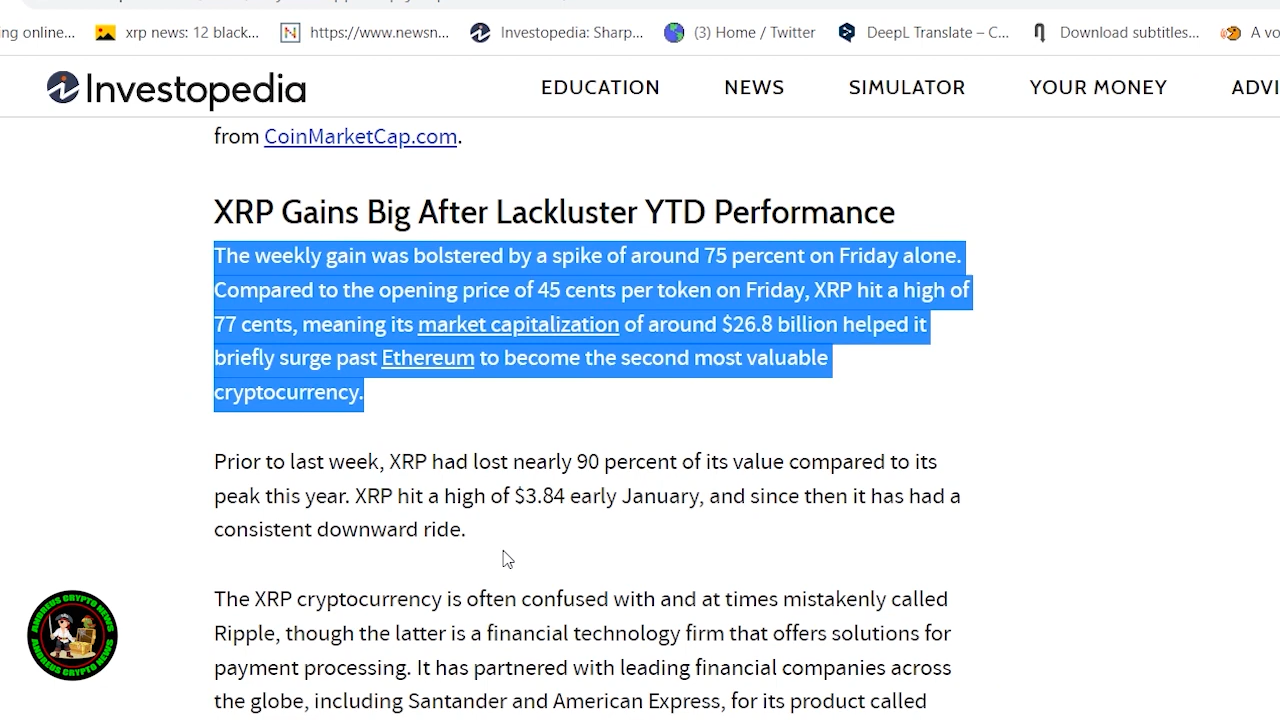 ng online...
xrp news: 12 black...
https://www.newsn...
Investopedia: Sharp...
(3) Home / Twitter
DeepL Translate – C...
Download subtitles...
A vo
Investopedia
EDUCATION
NEWS
SIMULATOR
YOUR MONEY
ADVI
from CoinMarketCap.com.
XRP Gains Big After Lackluster YTD Performance
The weekly gain was bolstered by a spike of around 75 percent on Friday alone.
Compared to the opening price of 45 cents per token on Friday, XRP hit a high of
77 cents, meaning its market capitalization of around $26.8 billion helped it
briefly surge past Ethereum to become the second most valuable
cryptocurrency.
Prior to last week, XRP had lost nearly 90 percent of its value compared to its
peak this year. XRP hit a high of $3.84 early January, and since then it has had a
consistent downward ride.
The XRP cryptocurrency is often confused with and at times mistakenly called
Ripple, though the latter is a financial technology firm that offers solutions for
payment processing. It has partnered with leading financial companies across
the globe, including Santander and American Express, for its product called
ANDREUS CRYPTO NEWS
ANDREUS CRYPTO NEWS